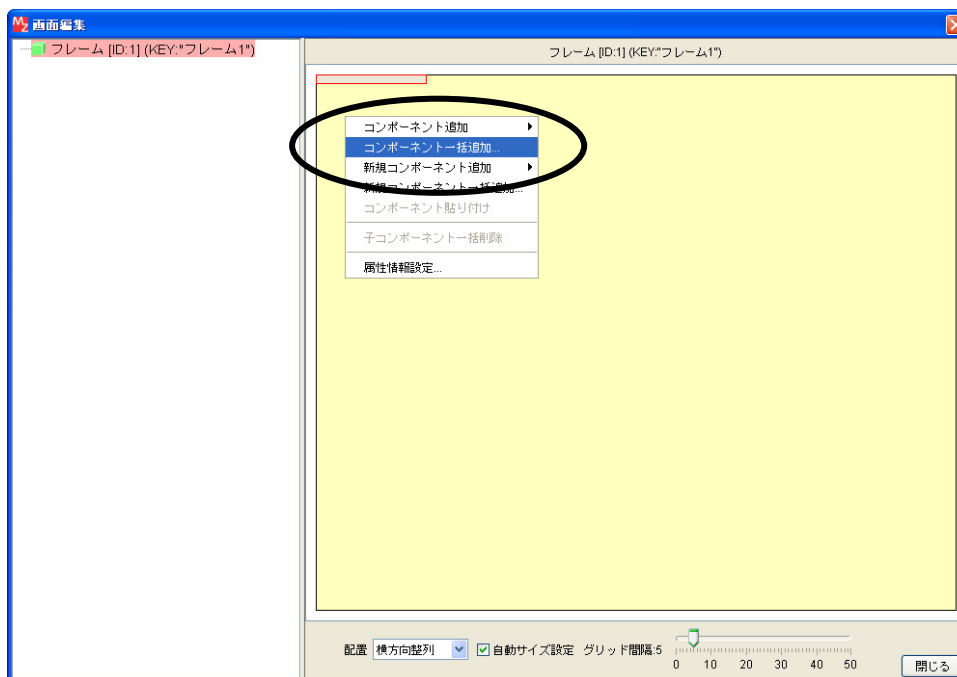 MZ 画面編集
フレーム [ID:1] (KEY:"フレーム1")
フレーム [ID:1] (KEY:"フレーム1")
コンポーネント追加
コンポーネント一括追加...
新規コンポーネント追加
新規コンポーネント一括追加...
コンポーネント貼り付け
子コンポーネント一括削除
属性情報設定...
配置 横方向整列 自動サイズ設定 グリッド間隔:5
0 10 20 30 40 50
閉じる